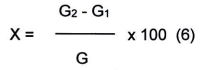 G₂ - G₁
X = ———— x 100 (6)
G